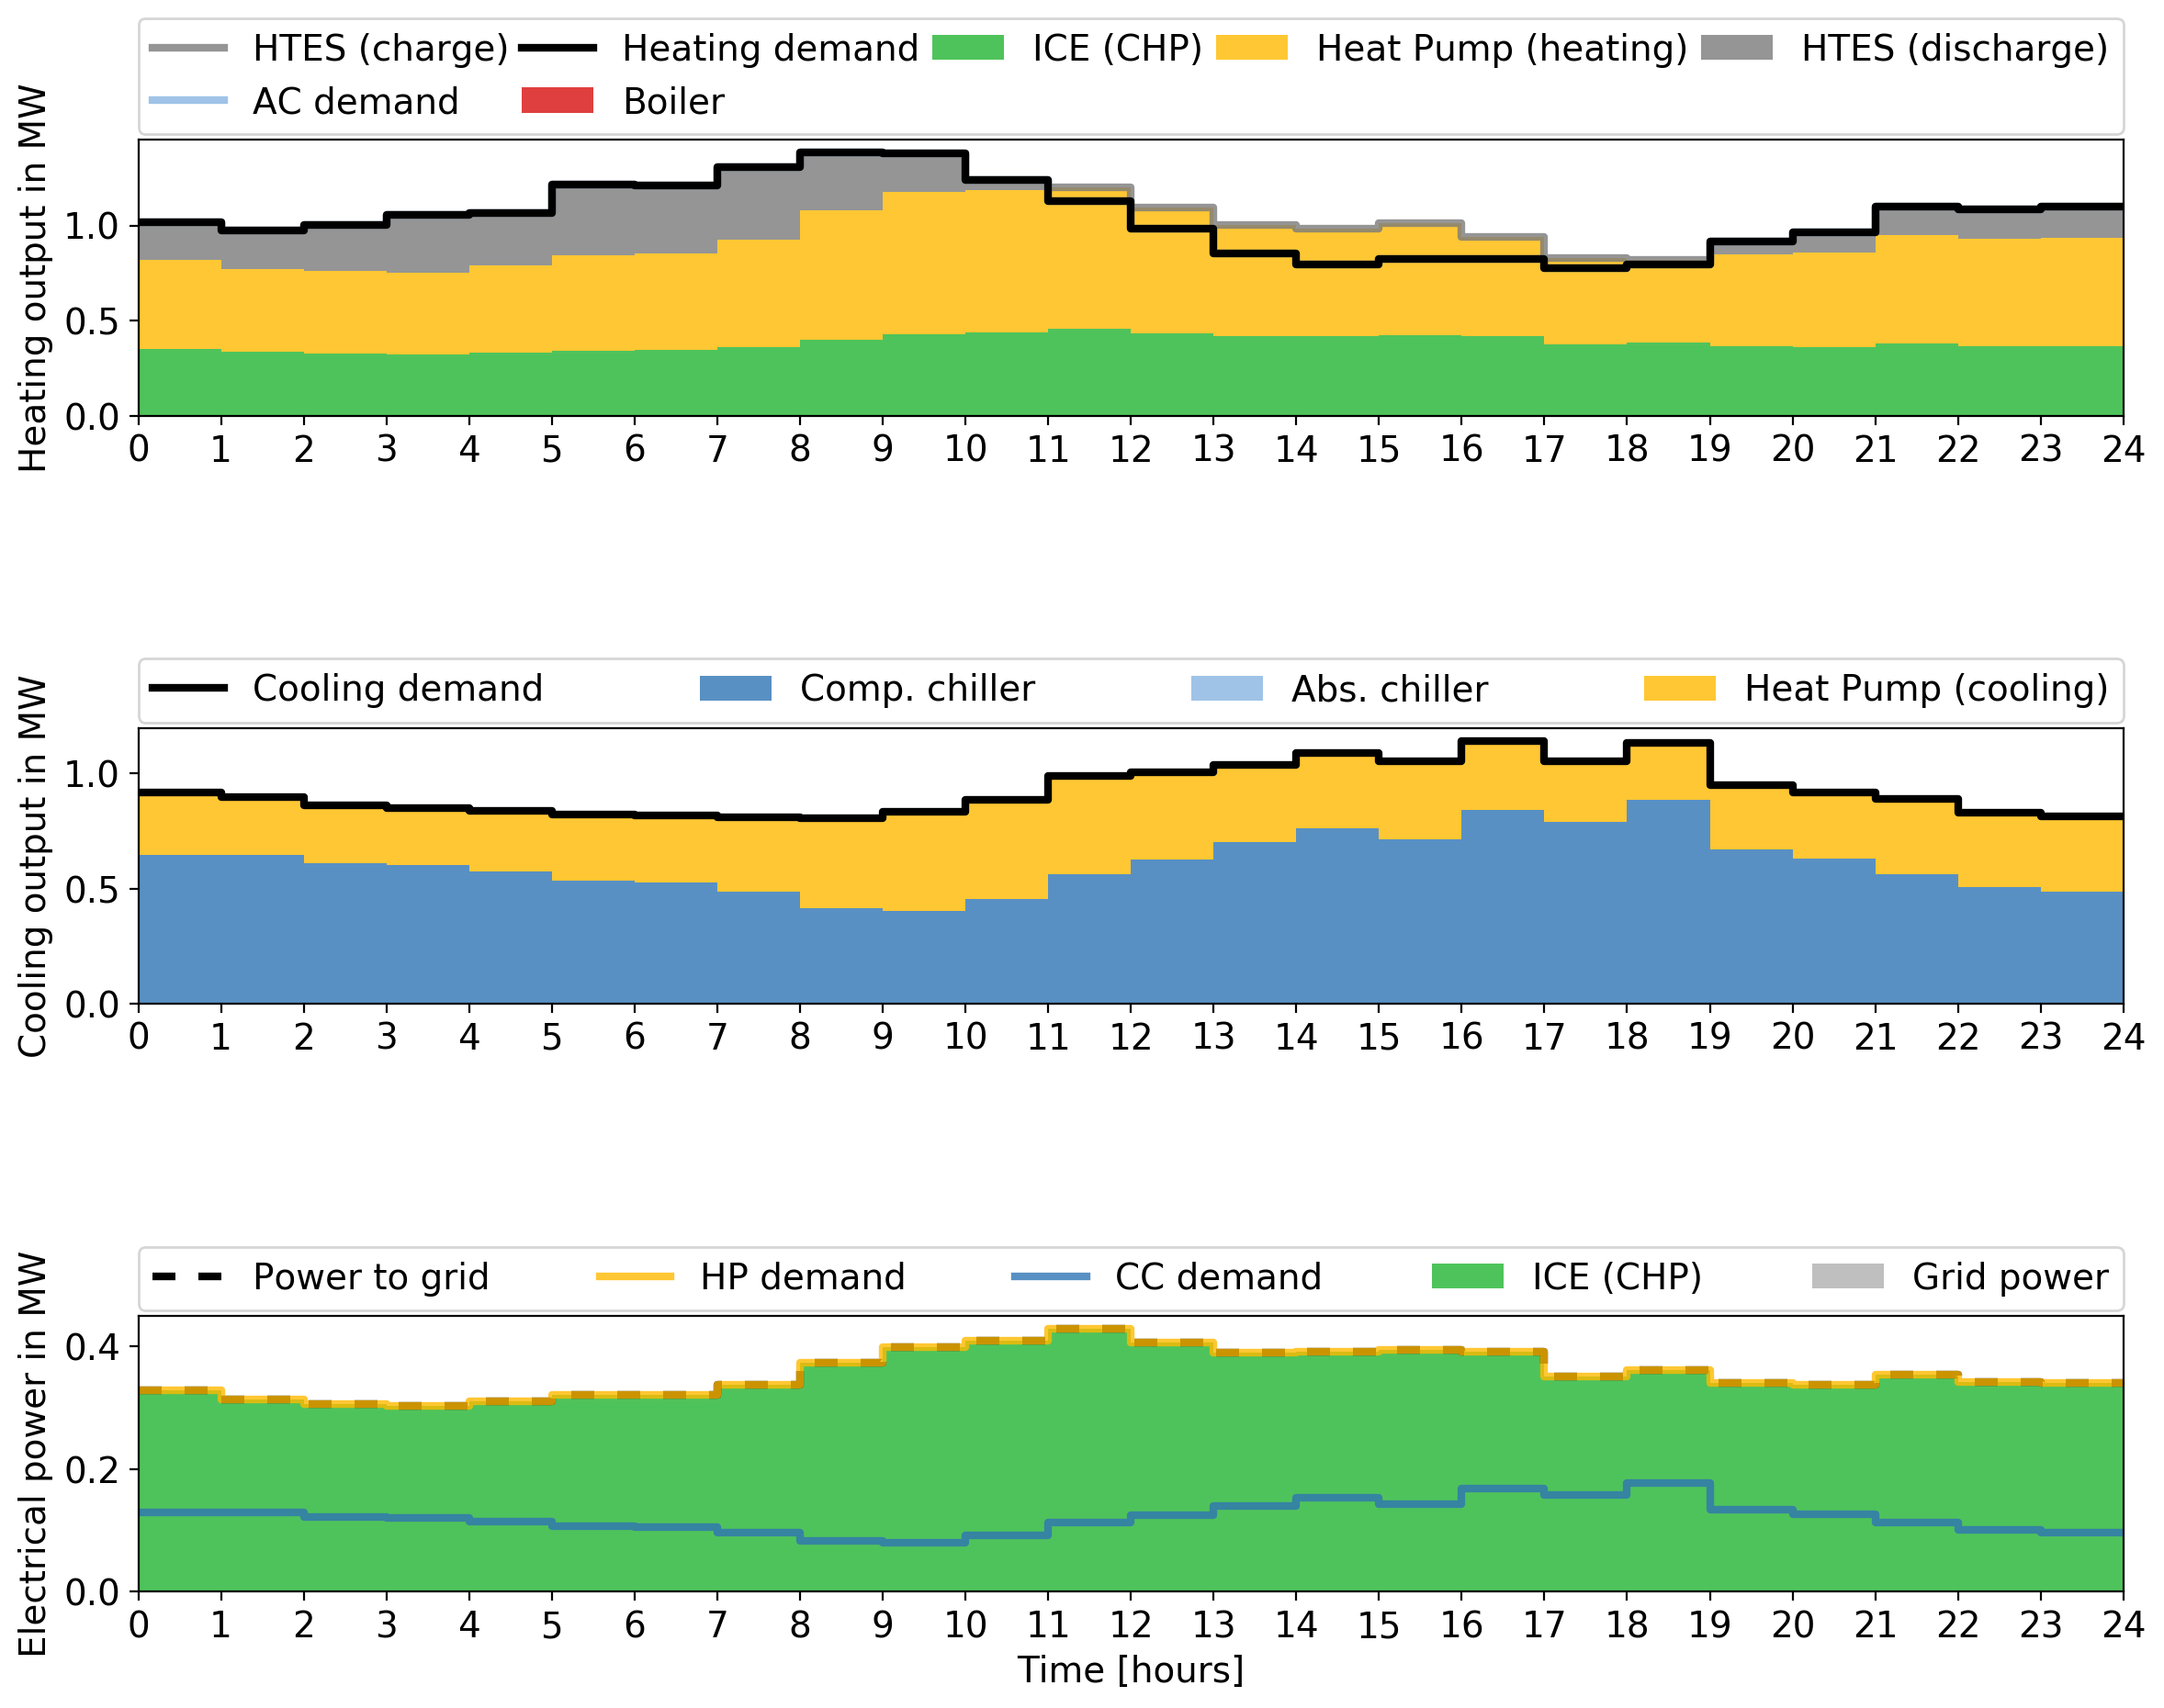 HTES (charge) Heating demand ICE (CHP) Heat Pump (heating) HTES (discharge)
AC demand Boiler
Heating output in MW
1.0
0.5
0.0
0 1 2 3 4 5 6 7 8 9 10 11 12 13 14 15 16 17 18 19 20 21 22 23 24
Cooling demand Comp. chiller Abs. chiller Heat Pump (cooling)
Cooling output in MW
1.0
0.5
0.0
0 1 2 3 4 5 6 7 8 9 10 11 12 13 14 15 16 17 18 19 20 21 22 23 24
Power to grid HP demand CC demand ICE (CHP) Grid power
Electrical power in MW
0.4
0.2
0.0
0 1 2 3 4 5 6 7 8 9 10 11 12 13 14 15 16 17 18 19 20 21 22 23 24
Time [hours]